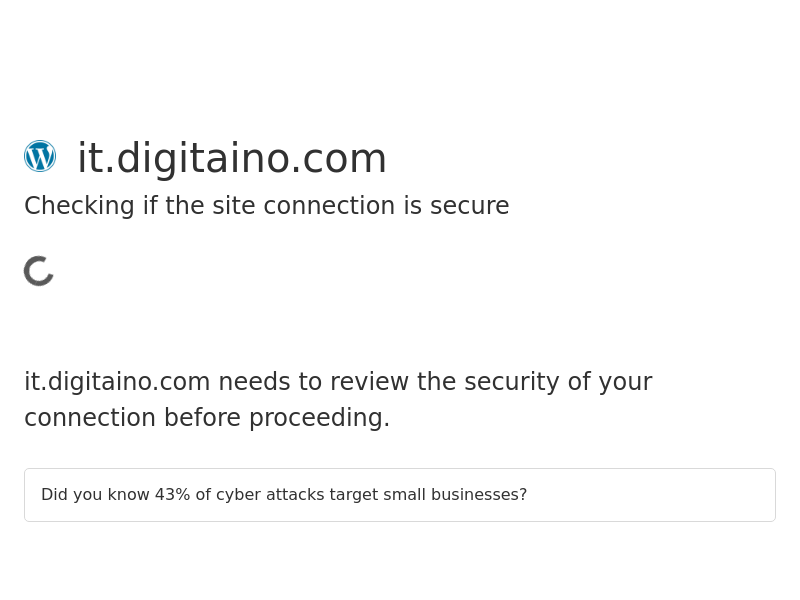 it.digitaino.com
Checking if the site connection is secure
it.digitaino.com needs to review the security of your
connection before proceeding.
Did you know 43% of cyber attacks target small businesses?